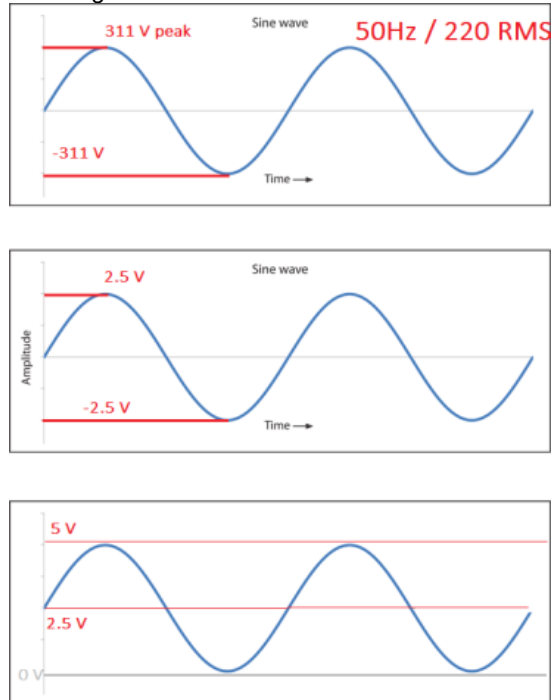 311 V peak
Sine wave
50Hz / 220 RMS
-311 V
Time
2.5 V
Sine wave
Amplitude
-2.5 V
Time
5 V
2.5 V
0 V